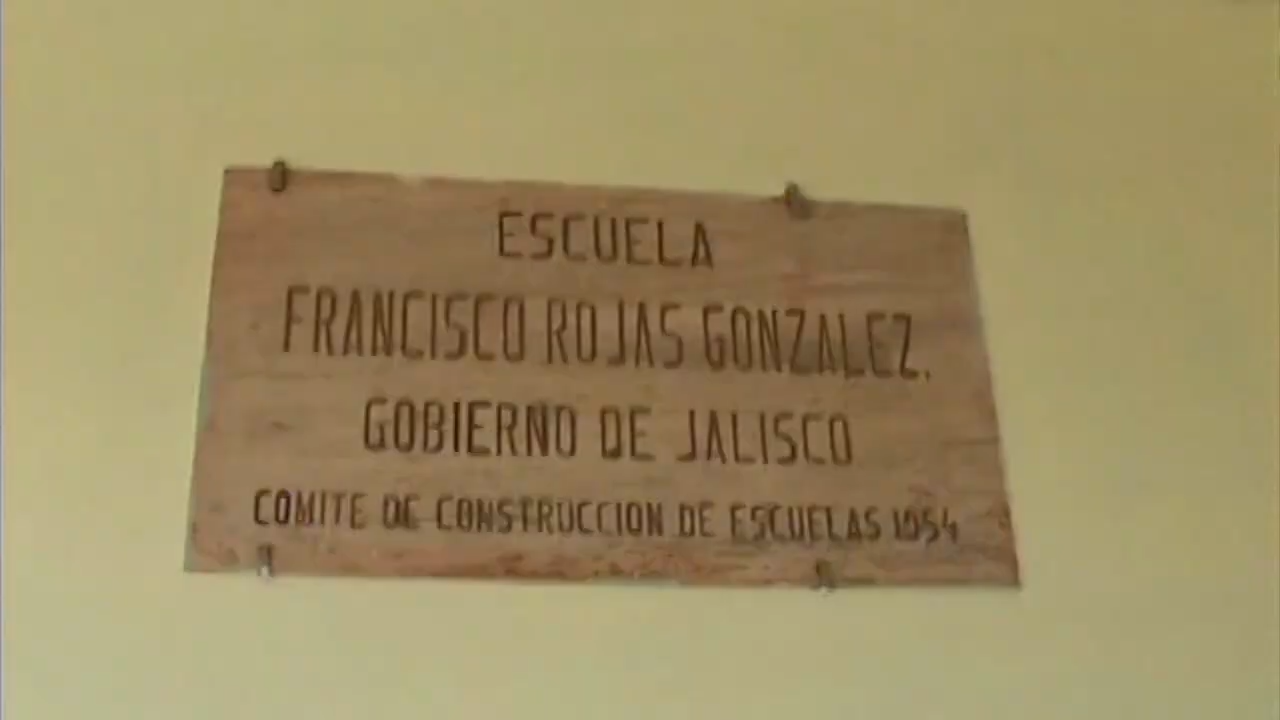 ESCUELA
FRANCISCO ROJAS GONZALEZ.
GOBIERNO DE JALISCO
COMITE DE CONSTRUCCION DE ESCUELAS 1954